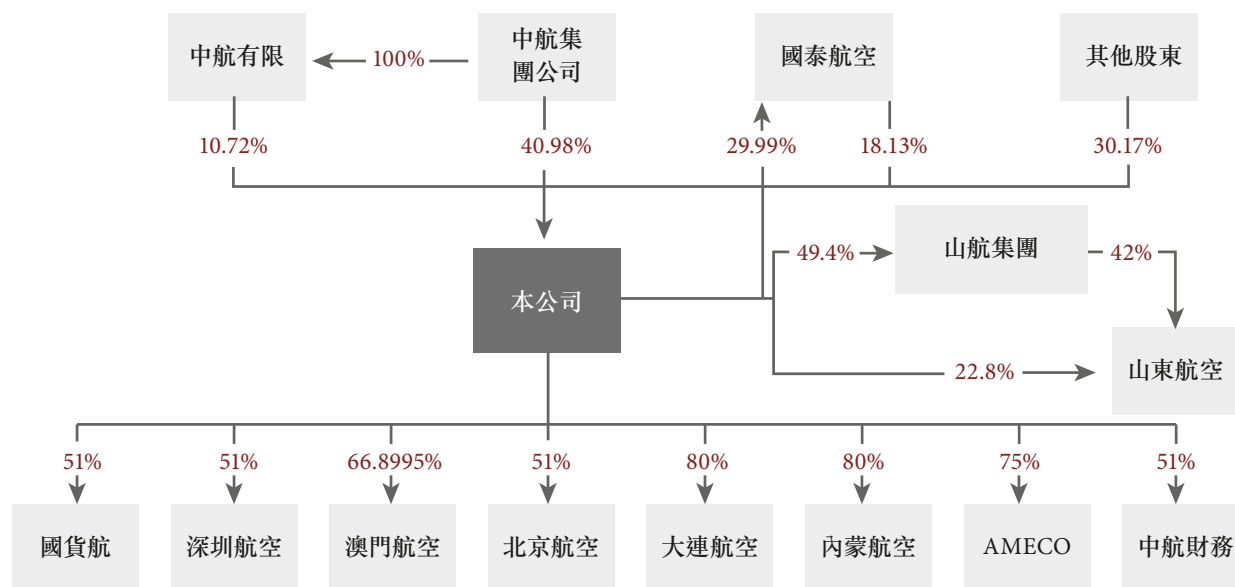 中航有限
100%
中航集
團公司
國泰航空
其他股東
10.72%
40.98%
29.99%
18.13%
30.17%
49.4%
山航集團
42%
本公司
22.8%
山東航空
51%
51%
66.8995%
51%
80%
80%
75%
51%
國貨航
深圳航空
澳門航空
北京航空
大連航空
內蒙航空
AMECO
中航財務